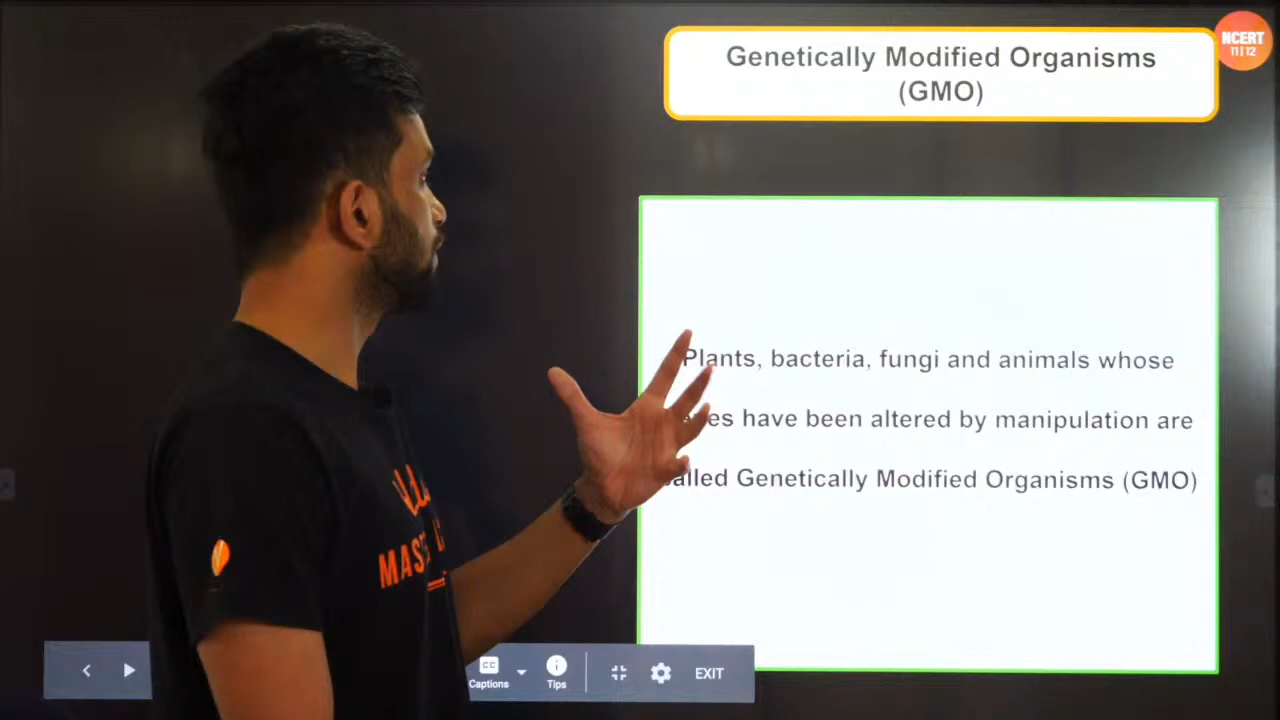 Genetically Modified Organisms
(GMO)
NCERT
11 | 12
Plants, bacteria, fungi and animals whose
have been altered by manipulation are
Genetically Modified Organisms (GMO)
Captions
Tips
EXIT